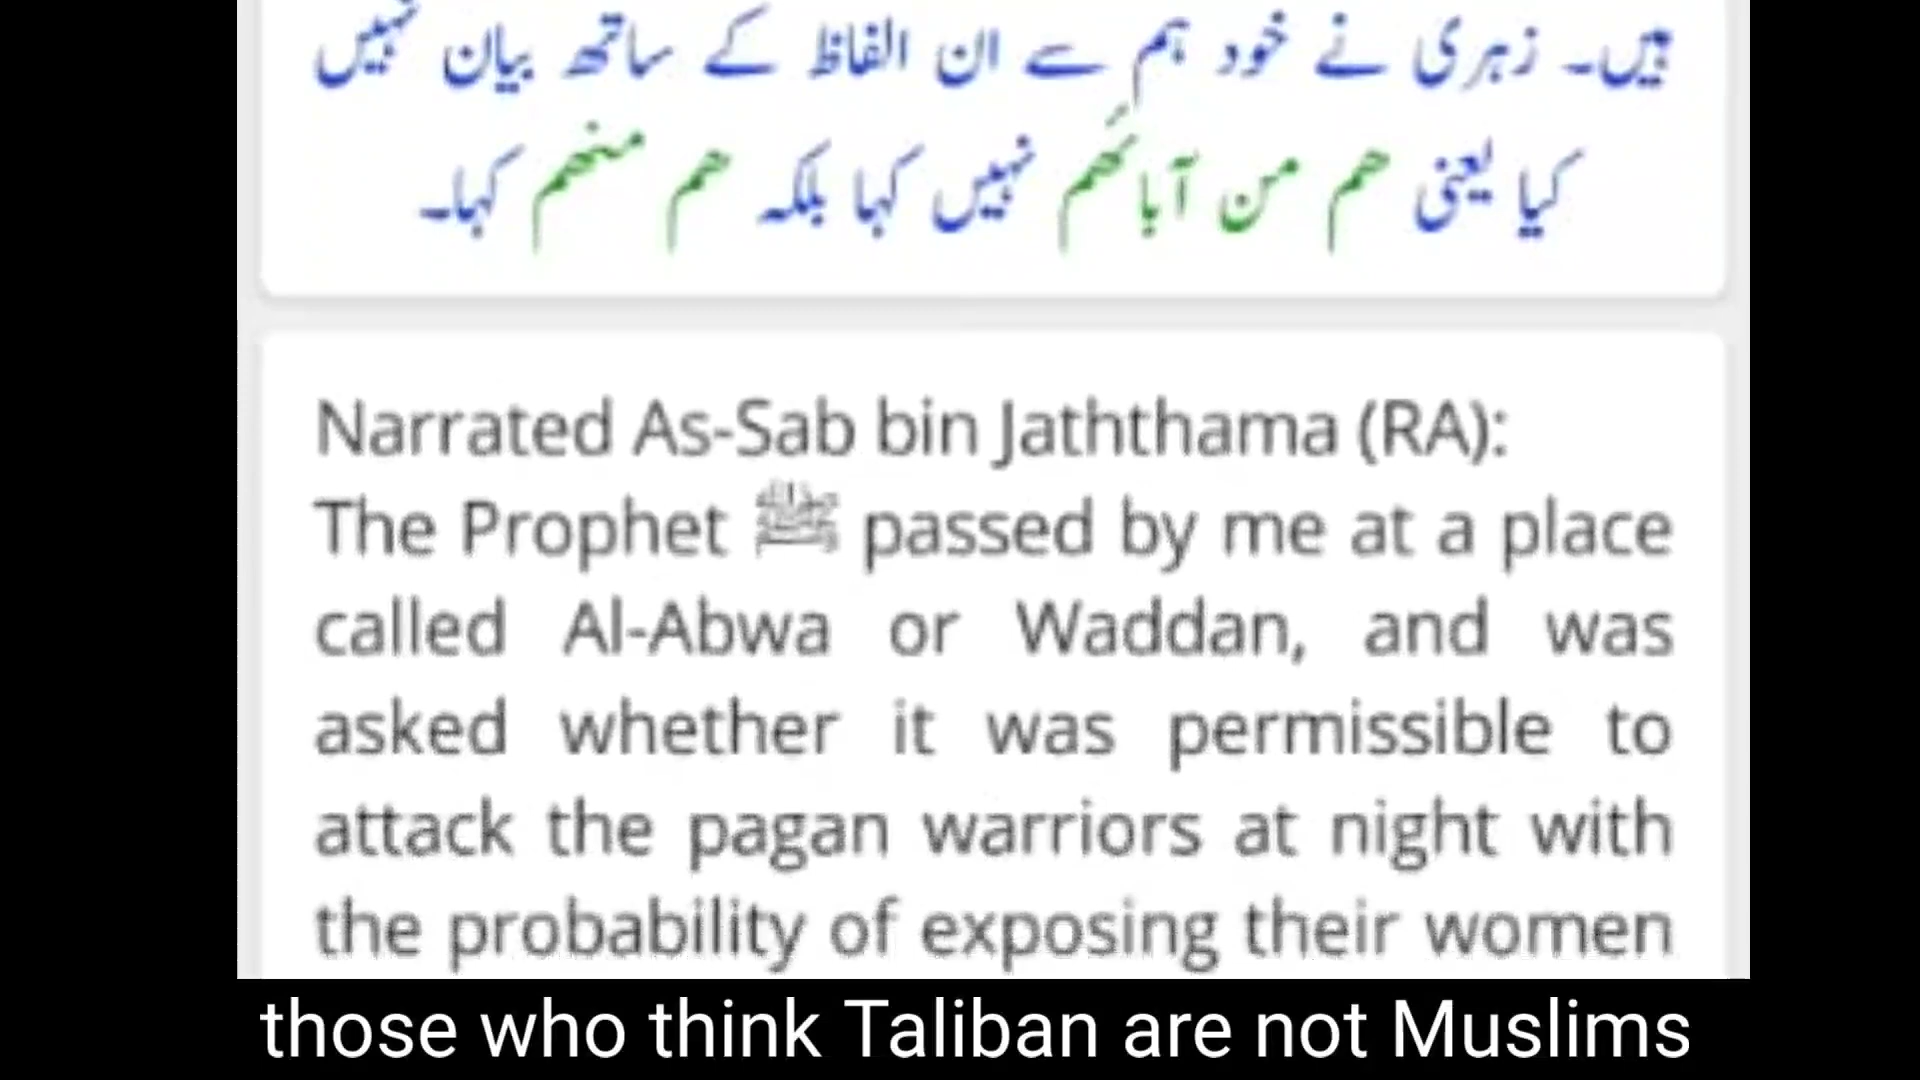 ہیں۔ زہری نے خود ہم سے ان الفاظ کے ساتھ بیان نہیں
کیا یعنی ھم من آبائھم نہیں کہا بلکہ ھم منھم کہا۔
Narrated As-Sab bin Jaththama (RA):
The Prophet ﷺ passed by me at a place
called Al-Abwa or Waddan, and was
asked whether it was permissible to
attack the pagan warriors at night with
the probability of exposing their women
those who think Taliban are not Muslims